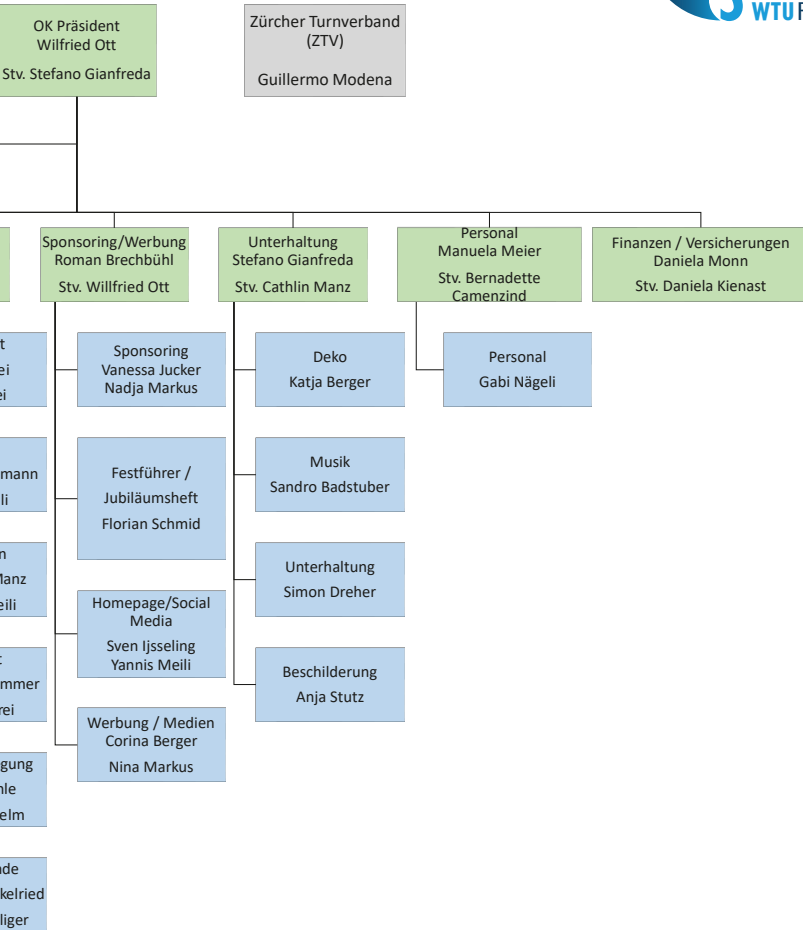 OK Präsident
Wilfried Ott
Stv. Stefano Gianfreda
Zürcher Turnverband
(ZTV)
Guillermo Modena
WTU
Sponsoring/Werbung
Roman Brechbühl
Stv. Willfried Ott
Unterhaltung
Stefano Gianfreda
Stv. Cathlin Manz
Personal
Manuela Meier
Stv. Bernadette
Camenzind
Finanzen / Versicherungen
Daniela Monn
Stv. Daniela Kienast
Sponsoring
Vanessa Jucker
Nadja Markus
Festführer /
Jubiläumsheft
Florian Schmid
Homepage/Social
Media
Sven Ijsseling
Yannis Meili
Werbung / Medien
Corina Berger
Nina Markus
Deko
Katja Berger
Musik
Sandro Badstuber
Unterhaltung
Simon Dreher
Beschilderung
Anja Stutz
Personal
Gabi Nägeli